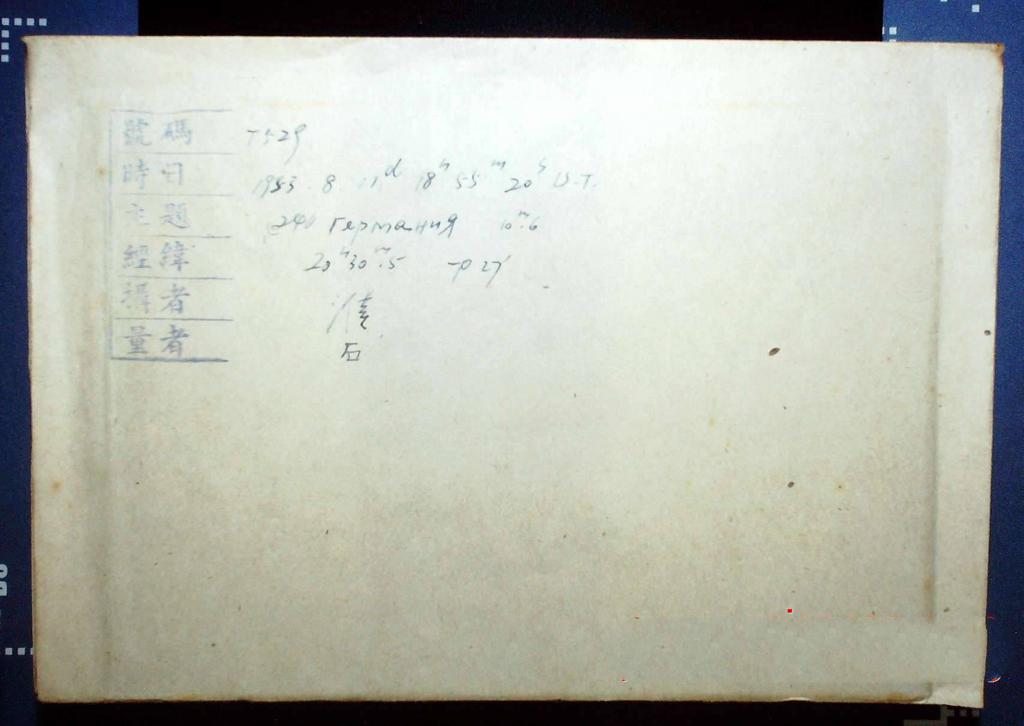 號碼 T529
時日 1953. 8. 11d 18h 55m 20s U.T.
主題 240 Германия 10m.6
經緯 20h30m.5 -0 27'
攝者
量者 石